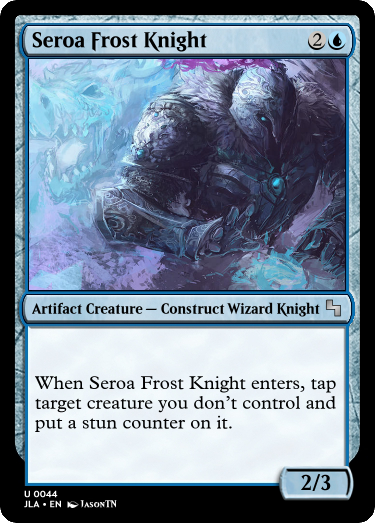 Seroa Frost Knight 2
Artifact Creature — Construct Wizard Knight
When Seroa Frost Knight enters, tap
target creature you don't control and
put a stun counter on it.
2/3
U 0044
JLA • EN JasonTN